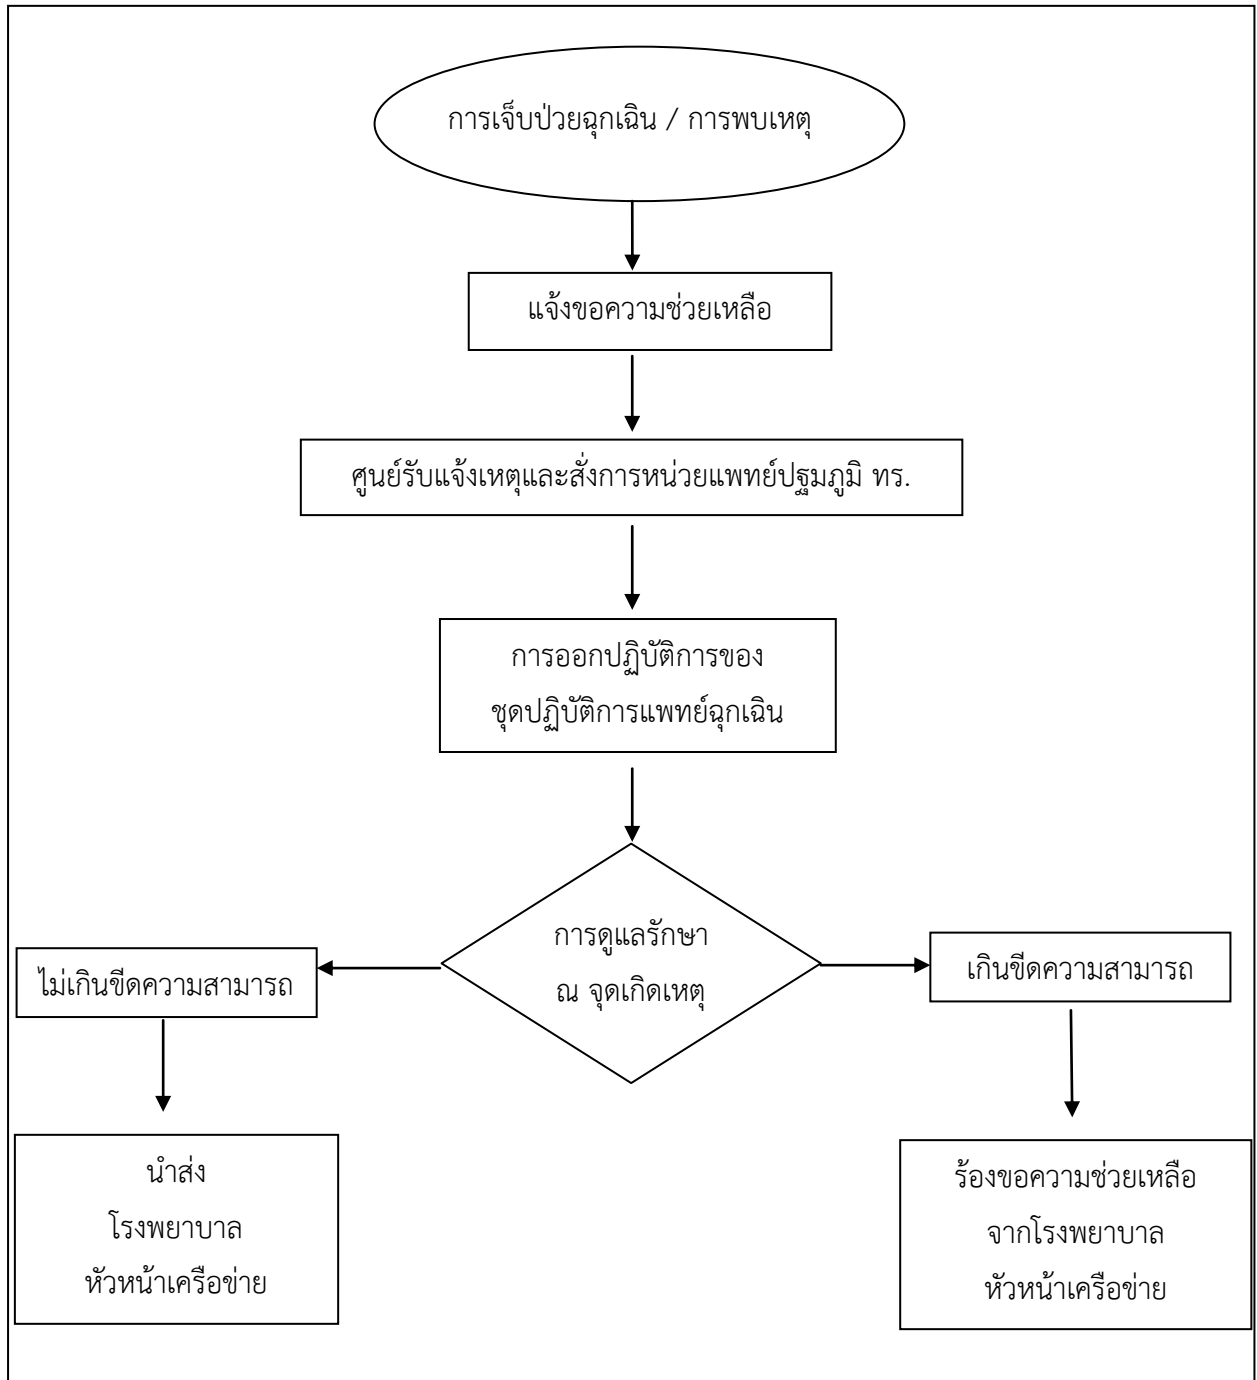 การเจ็บป่วยฉุกเฉิน / การพบเหตุ
แจ้งขอความช่วยเหลือ
ศูนย์รับแจ้งเหตุและสั่งการหน่วยแพทย์ปฐมภูมิ ทร.
การออกปฏิบัติการของ
ชุดปฏิบัติการแพทย์ฉุกเฉิน
การดูแลรักษา
ณ จุดเกิดเหตุ
ไม่เกินขีดความสามารถ
เกินขีดความสามารถ
นำส่ง
โรงพยาบาล
หัวหน้าเครือข่าย
ร้องขอความช่วยเหลือ
จากโรงพยาบาล
หัวหน้าเครือข่าย